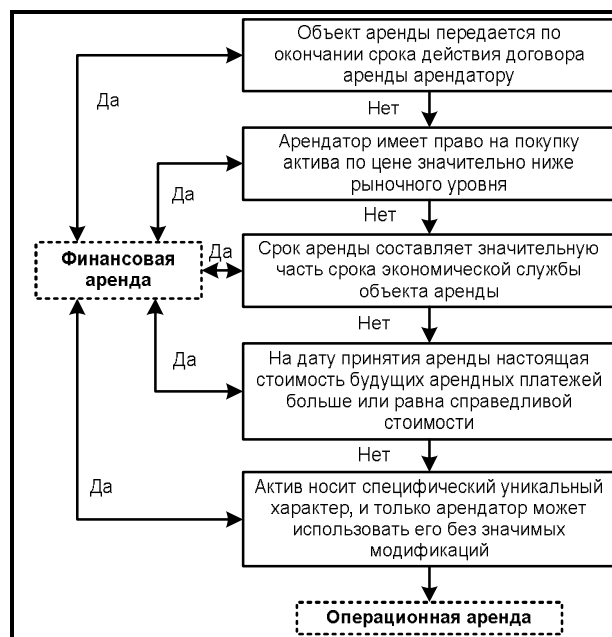 Объект аренды передается по
окончании срока действия договора
аренды арендатору
Да
Нет
Арендатор имеет право на покупку
актива по цене значительно ниже
рыночного уровня
Да
Нет
Финансовая
аренда
Да
Срок аренды составляет значительную
часть срока экономической службы
объекта аренды
Нет
Да
На дату принятия аренды настоящая
стоимость будущих арендных платежей
больше или равна справедливой
стоимости
Нет
Да
Актив носит специфический уникальный
характер, и только арендатор может
использовать его без значимых
модификаций
Операционная аренда